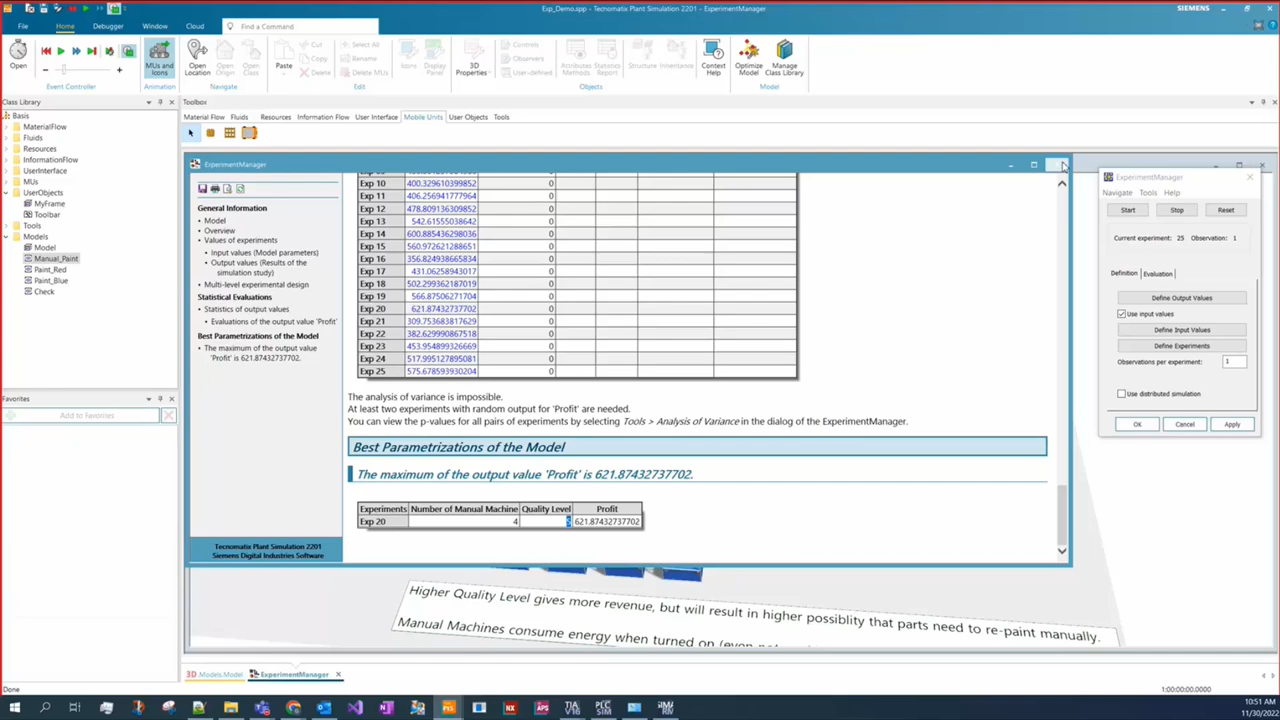 Exp_Demo.spp - Tecnomatix Plant Simulation 2201 - ExperimentManager
SIEMENS
File
Home
Debugger
Window
Cloud
Find a Command
Open
Event Controller
MUs and Icons
Animation
Open Location
Open Origin
Open Class
Navigate
Paste
Cut
Copy
Delete
Select All
Rename
Delete MUs
Edit
Icons
Display Panel
3D Properties
Controls
Observers
User-defined
Attributes Methods
Statistics Report
Structure
Inheritance
Objects
Context Help
Optimize Model
Manage Class Library
Model
Class Library
Toolbox
Basis
MaterialFlow
Fluids
Resources
InformationFlow
UserInterface
MUs
UserObjects
MyFrame
Toolbar
Tools
Models
Model
Manual_Paint
Paint_Red
Paint_Blue
Check
Favorites
Add to Favorites
Material Flow
Fluids
Resources
Information Flow
User Interface
Mobile Units
User Objects
Tools
ExperimentManager
General Information
Model
Overview
Values of experiments
Input values (Model parameters)
Output values (Results of the simulation study)
Multi-level experimental design
Statistical Evaluations
Statistics of output values
Evaluations of the output value 'Profit'
Best Parametrizations of the Model
The maximum of the output value 'Profit' is 621.87432737702.
Tecnomatix Plant Simulation 2201
Siemens Digital Industries Software
Exp 10 400.329610399852 0
Exp 11 406.256941777964 0
Exp 12 478.809136309852 0
Exp 13 542.61555038642 0
Exp 14 600.885436298036 0
Exp 15 560.972621288651 0
Exp 16 356.824938665834 0
Exp 17 431.06258943017 0
Exp 18 502.299362187019 0
Exp 19 566.87506271704 0
Exp 20 621.87432737702 0
Exp 21 309.753683817629 0
Exp 22 382.629990867518 0
Exp 23 453.954899326669 0
Exp 24 517.995127895081 0
Exp 25 575.678593930204 0
The analysis of variance is impossible.
At least two experiments with random output for 'Profit' are needed.
You can view the p-values for all pairs of experiments by selecting Tools > Analysis of Variance in the dialog of the ExperimentManager.
Best Parametrizations of the Model
The maximum of the output value 'Profit' is 621.87432737702.
Experiments Number of Manual Machine Quality Level Profit
Exp 20 4 5 621.87432737702
Higher Quality Level gives more revenue, but will result in higher possiblity that parts need to re-paint manually.
Manual Machines consume energy when turned on
ExperimentManager
Navigate Tools Help
Start
Stop
Reset
Current experiment: 25 Observation: 1
Definition
Evaluation
Define Output Values
Use input values
Define Input Values
Define Experiments
Observations per experiment: 1
Use distributed simulation
OK
Cancel
Apply
3D Models.Model
ExperimentManager
Done
1:00:00:00.0000
10:51 AM
11/30/2022